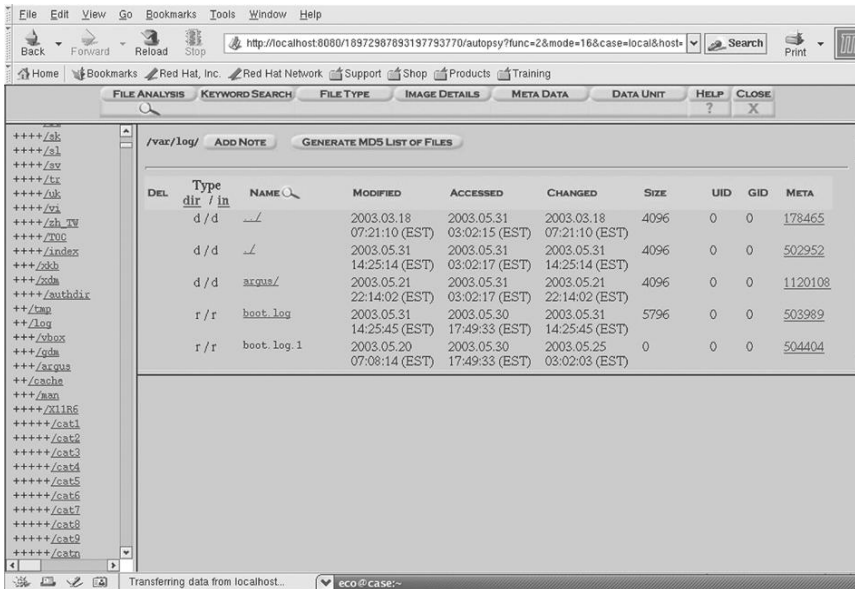 File Edit View Go Bookmarks Tools Window Help
Back Forward Reload Stop http://localhost:8080/18972987893197793770/autopsy?func=2&mode=16&case=local&host= Search Print
Home Bookmarks Red Hat, Inc. Red Hat Network Support Shop Products Training
FILE ANALYSIS KEYWORD SEARCH FILE TYPE IMAGE DETAILS META DATA DATA UNIT HELP CLOSE
? X
++++/sk
++++/sl
++++/sv
++++/tr
++++/uk
++++/vi
++++/zh_TW
++++/TOC
++++/index
+++/xkb
+++/xdm
++++/authdir
++/tmp
++/log
+++/vbox
+++/gdm
+++/argus
++/cache
+++/man
++++/X11R6
+++++/cat1
+++++/cat2
+++++/cat3
+++++/cat4
+++++/cat5
+++++/cat6
+++++/cat7
+++++/cat8
+++++/cat9
+++++/catn
/var/log/ ADD NOTE GENERATE MD5 LIST OF FILES
DEL Type dir / in NAME MODIFIED ACCESSED CHANGED SIZE UID GID META
d / d ../ 2003.03.18 07:21:10 (EST) 2003.05.31 03:02:15 (EST) 2003.03.18 07:21:10 (EST) 4096 0 0 178465
d / d ./ 2003.05.31 14:25:14 (EST) 2003.05.31 03:02:17 (EST) 2003.05.31 14:25:14 (EST) 4096 0 0 502952
d / d argus/ 2003.05.21 22:14:02 (EST) 2003.05.31 03:02:17 (EST) 2003.05.21 22:14:02 (EST) 4096 0 0 1120108
r / r boot.log 2003.05.31 14:25:45 (EST) 2003.05.30 17:49:33 (EST) 2003.05.31 14:25:45 (EST) 5796 0 0 503989
r / r boot.log.1 2003.05.20 07:08:14 (EST) 2003.05.30 17:49:33 (EST) 2003.05.25 03:02:03 (EST) 0 0 0 504404
Transferring data from localhost... eco@case:~